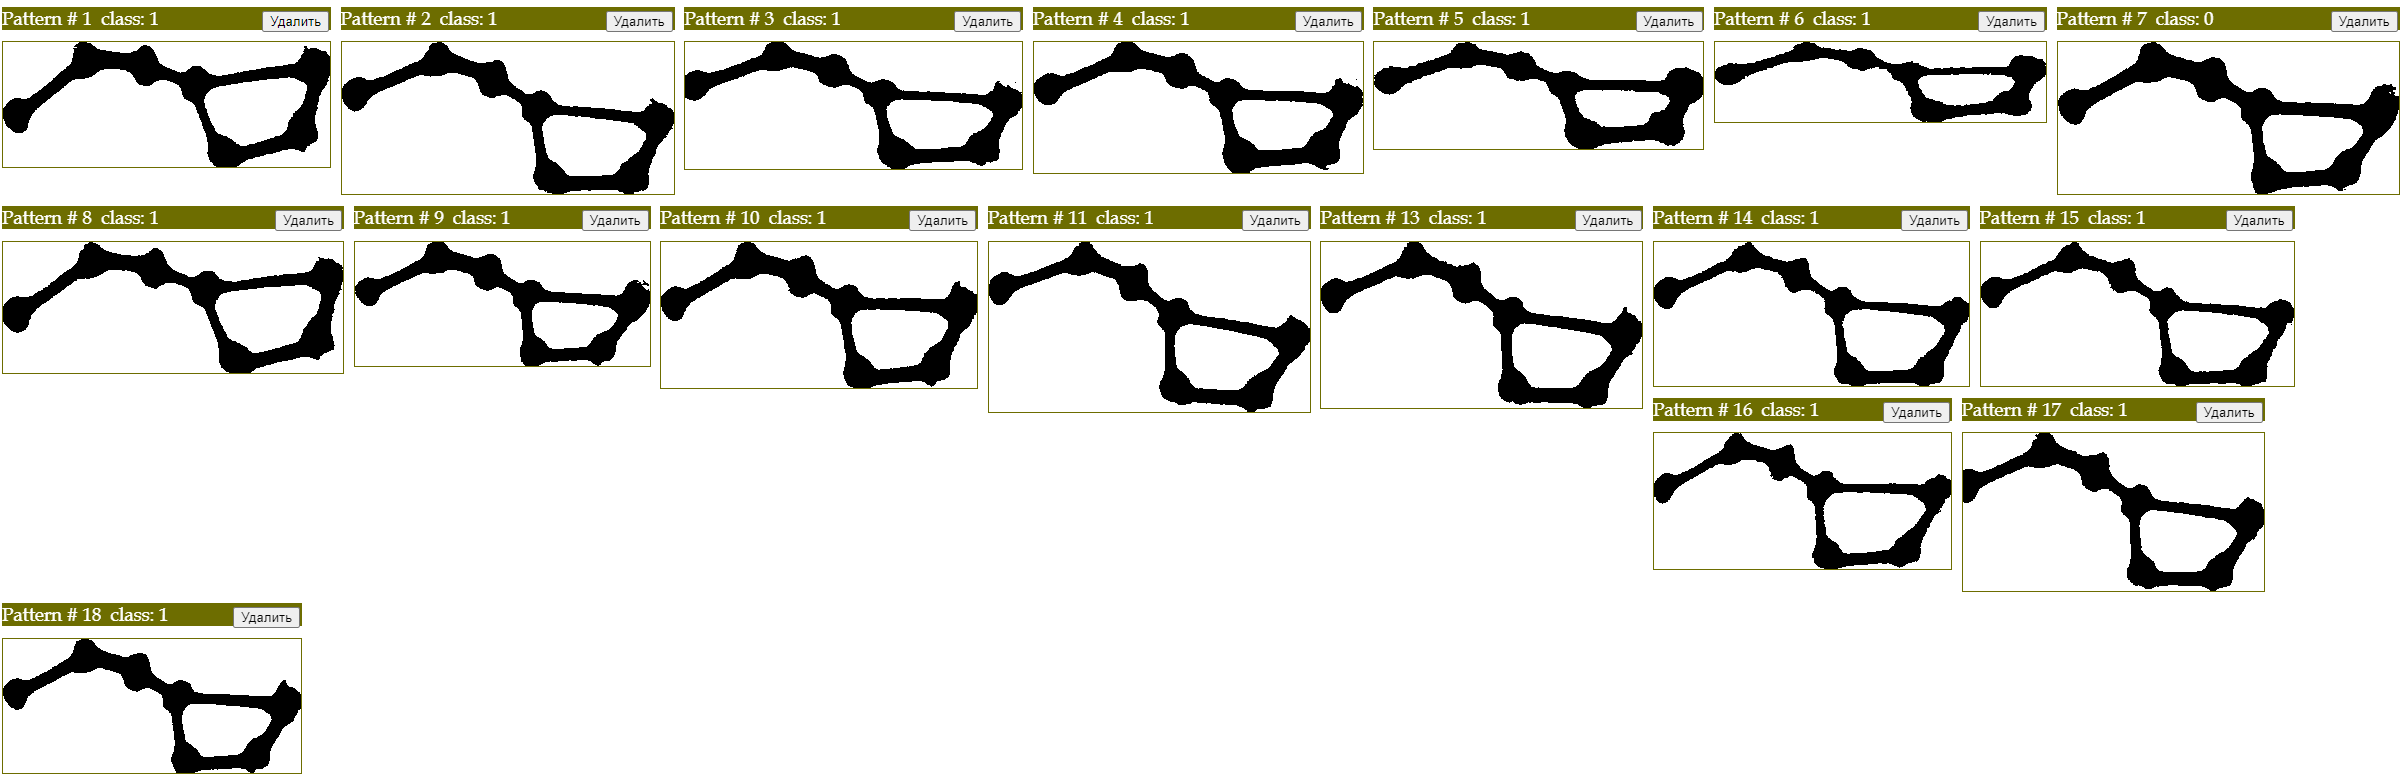 Pattern # 1 class: 1 Удалить
Pattern # 2 class: 1 Удалить
Pattern # 3 class: 1 Удалить
Pattern # 4 class: 1 Удалить
Pattern # 5 class: 1 Удалить
Pattern # 6 class: 1 Удалить
Pattern # 7 class: 0 Удалить
Pattern # 8 class: 1 Удалить
Pattern # 9 class: 1 Удалить
Pattern # 10 class: 1 Удалить
Pattern # 11 class: 1 Удалить
Pattern # 13 class: 1 Удалить
Pattern # 14 class: 1 Удалить
Pattern # 15 class: 1 Удалить
Pattern # 16 class: 1 Удалить
Pattern # 17 class: 1 Удалить
Pattern # 18 class: 1 Удалить